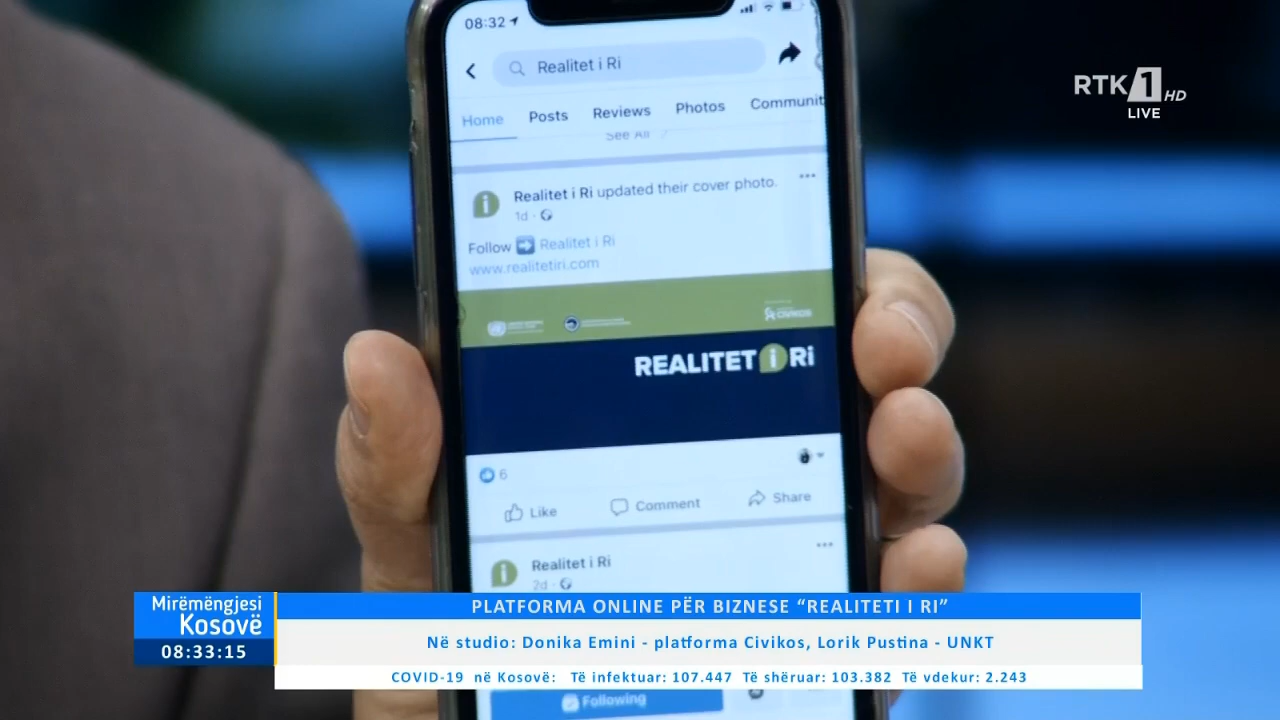 08:32
Realitet i Ri
Home Posts Reviews Photos Communit
See All
Realitet i Ri updated their cover photo.
1d
Follow Realitet i Ri
www.realitetiri.com
CIVIKOS
REALITET i Ri
6
Like Comment Share
Realitet i Ri
2d
Following
RTK 1 HD
LIVE
Mirëmëngjesi
Kosovë
08:33:15
PLATFORMA ONLINE PËR BIZNESE “REALITETI I RI”
Në studio: Donika Emini - platforma Civikos, Lorik Pustina - UNKT
COVID-19 në Kosovë: Të infektuar: 107.447 Të shëruar: 103.382 Të vdekur: 2.243